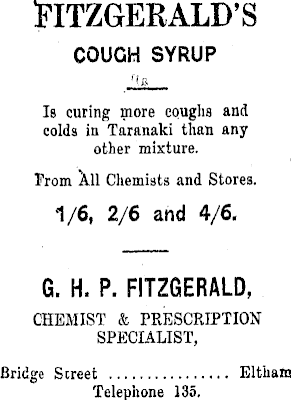 FITZGERALD'S
COUGH SYRUP
Is curing more coughs and
colds in Taranaki than any
other mixture.
From All Chemists and Stores.
1/6, 2/6 and 4/6.
G. H. P. FITZGERALD,
CHEMIST & PRESCRIPTION
SPECIALIST,
Bridge Street ................ Eltham
Telephone 135.